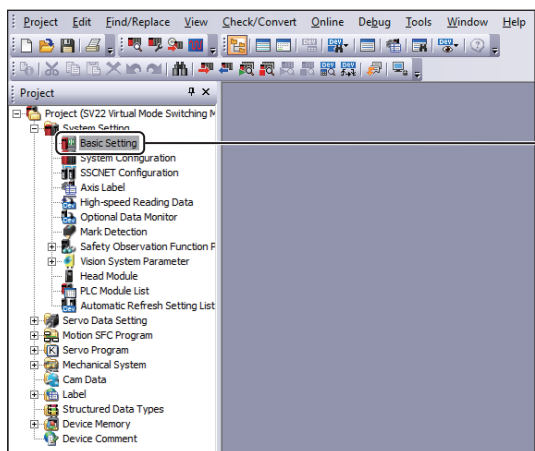 Project Edit Find/Replace View Check/Convert Online Debug Tools Window Help
Project
Project (SV22 Virtual Mode Switching M
System Setting
Basic Setting
System Configuration
SSCNET Configuration
Axis Label
High-speed Reading Data
Optional Data Monitor
Mark Detection
Safety Observation Function P
Vision System Parameter
Head Module
PLC Module List
Automatic Refresh Setting List
Servo Data Setting
Motion SFC Program
Servo Program
Mechanical System
Cam Data
Label
Structured Data Types
Device Memory
Device Comment